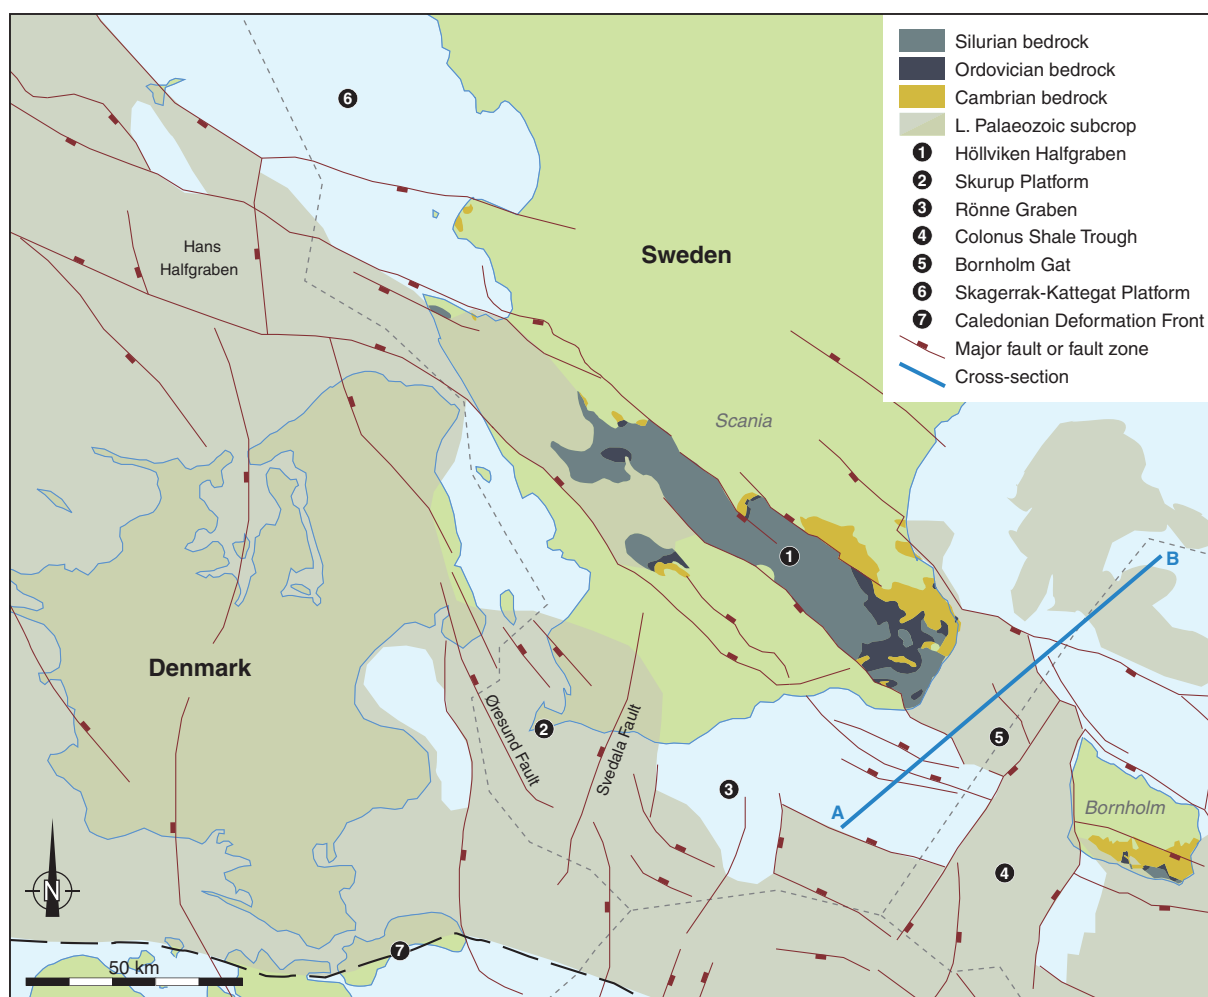 6
Silurian bedrock
Ordovician bedrock
Cambrian bedrock
L. Palaeozoic subcrop
1 Höllviken Halfgraben
2 Skurup Platform
3 Rönne Graben
4 Colonus Shale Trough
5 Bornholm Gat
6 Skagerrak-Kattegat Platform
7 Caledonian Deformation Front
Major fault or fault zone
Cross-section
Hans
Halfgraben
Sweden
Scania
1
B
Denmark
Øresund Fault
2
Svedala Fault
5
3
A
Bornholm
4
N
7
50 km